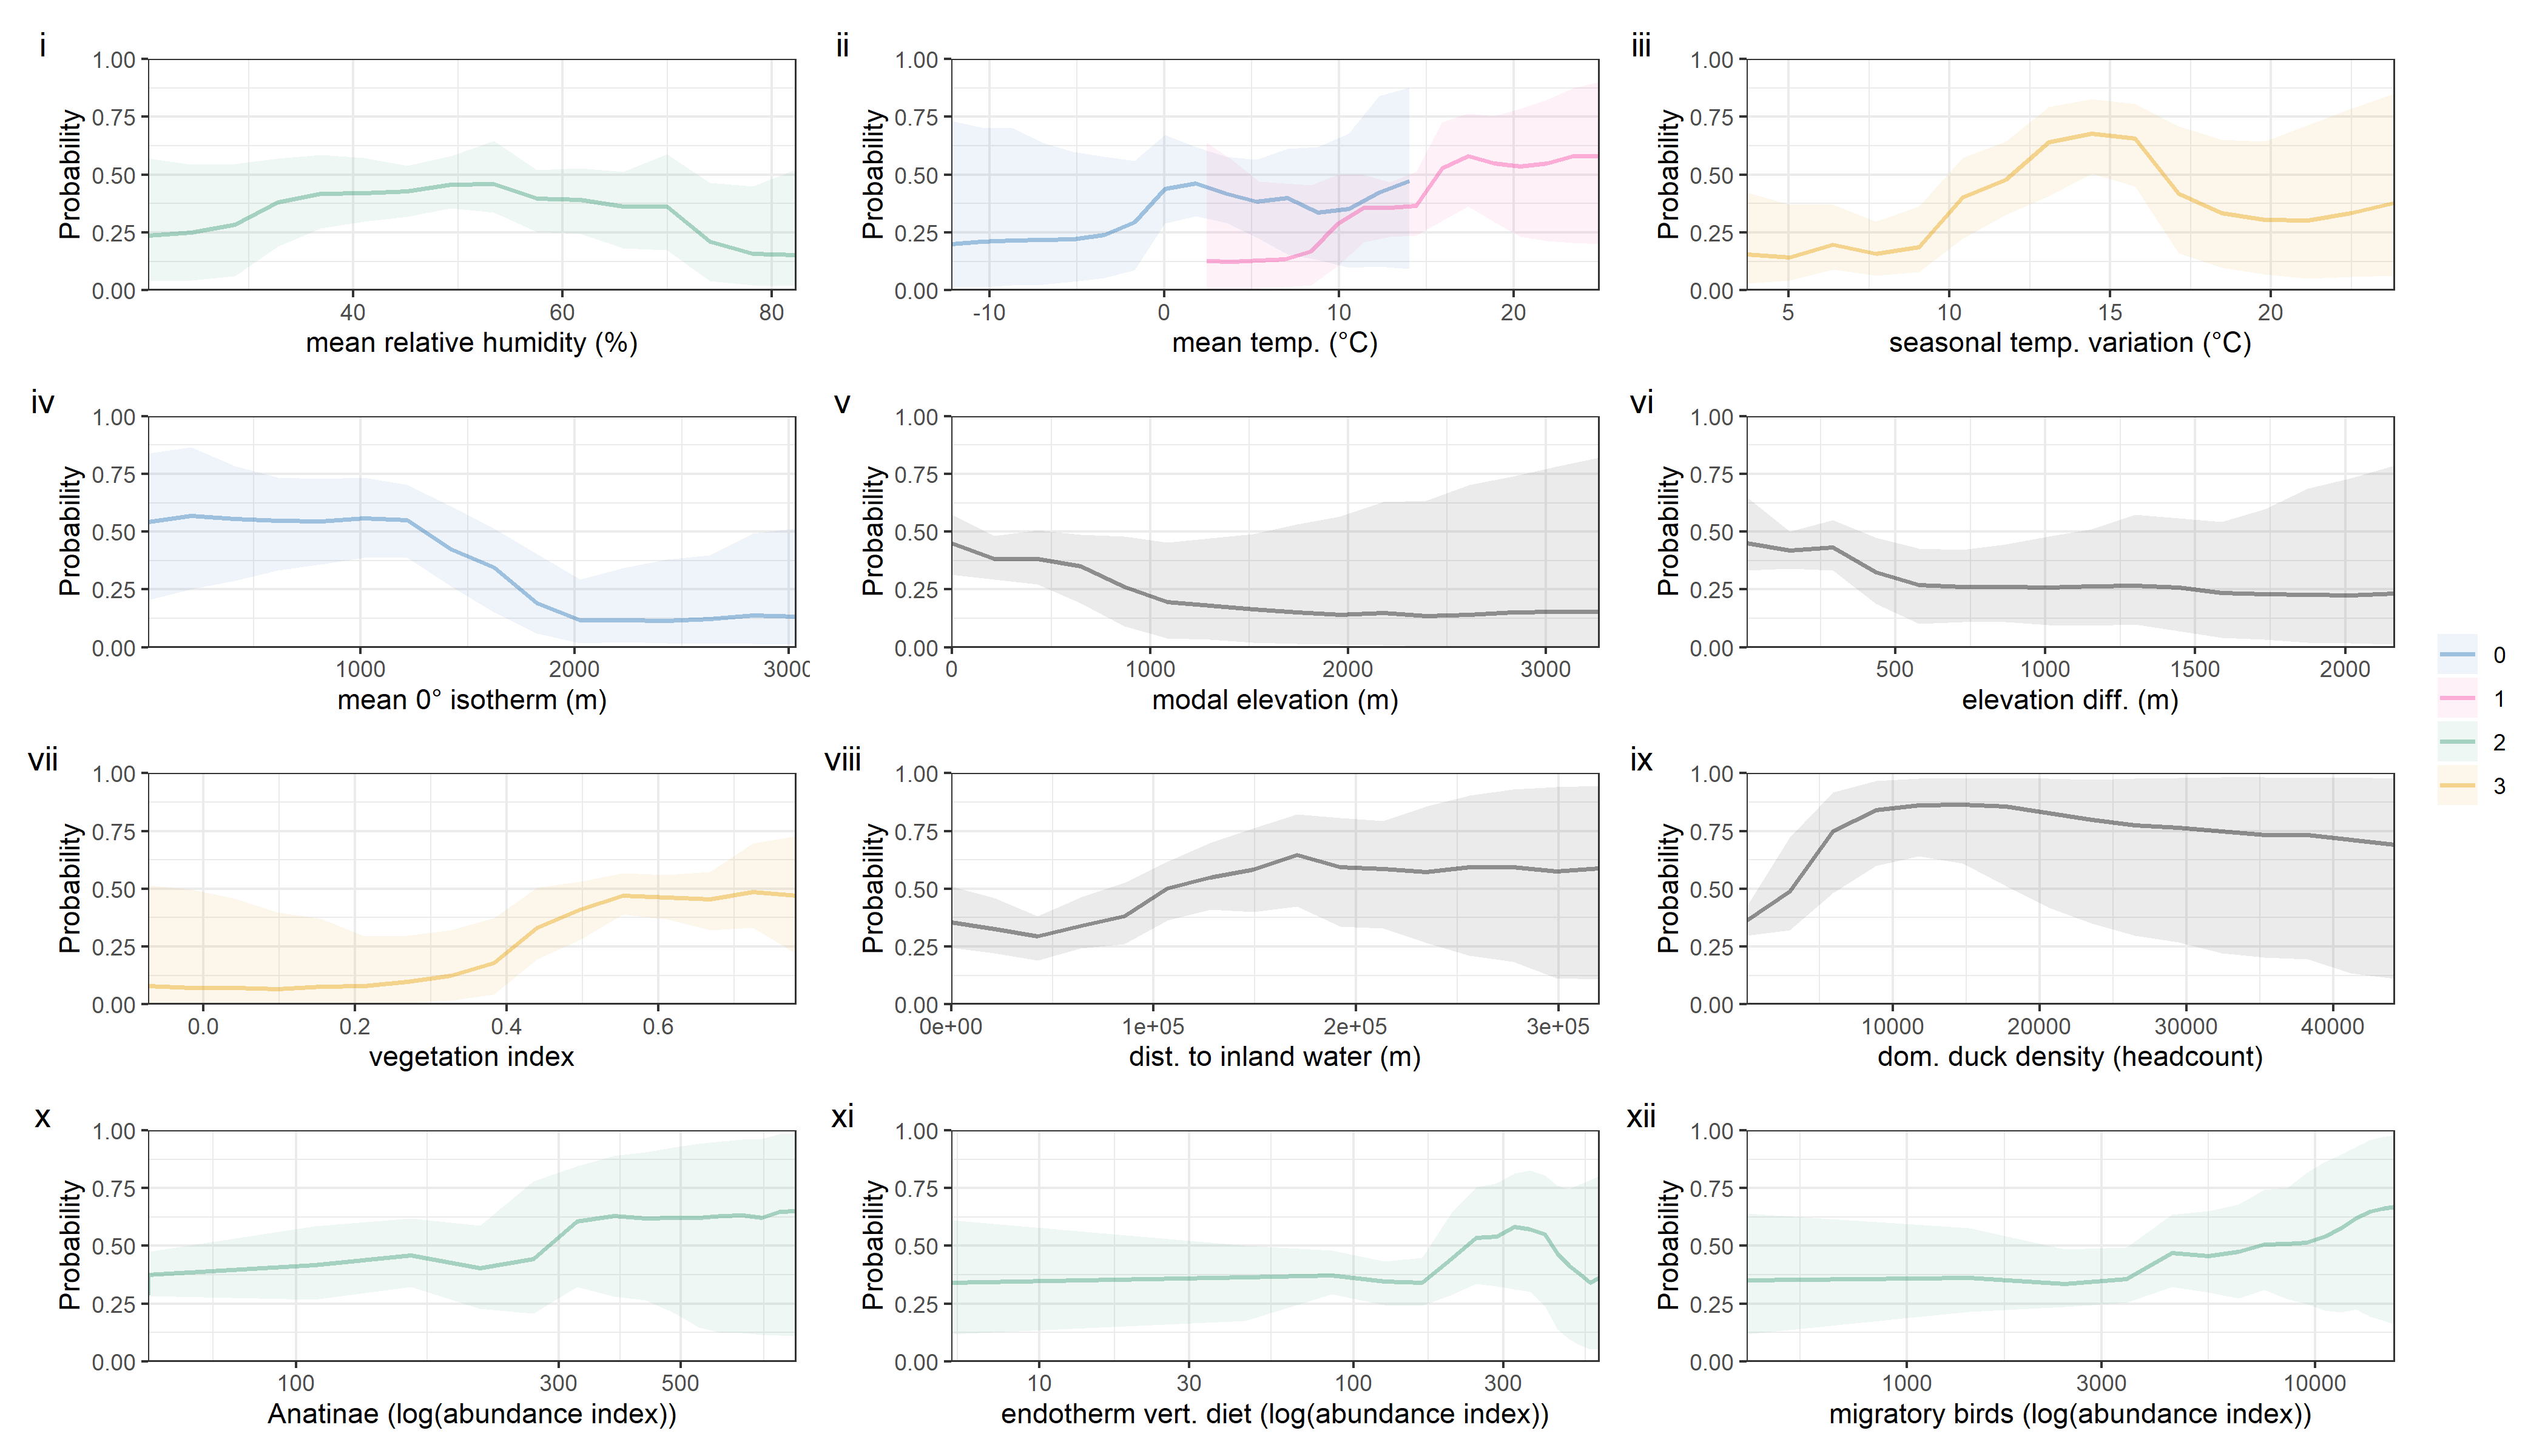 i
1.00
0.75
0.50
0.25
0.00
Probability
40 60 80
mean relative humidity (%)
ii
1.00
0.75
0.50
0.25
0.00
Probability
-10 0 10 20
mean temp. (°C)
iii
1.00
0.75
0.50
0.25
0.00
Probability
5 10 15 20
seasonal temp. variation (°C)
iv
1.00
0.75
0.50
0.25
0.00
Probability
1000 2000 3000
mean 0° isotherm (m)
v
1.00
0.75
0.50
0.25
0.00
Probability
0 1000 2000 3000
modal elevation (m)
vi
1.00
0.75
0.50
0.25
0.00
Probability
500 1000 1500 2000
elevation diff. (m)
0
1
2
3
vii
1.00
0.75
0.50
0.25
0.00
Probability
0.0 0.2 0.4 0.6
vegetation index
viii
1.00
0.75
0.50
0.25
0.00
Probability
0e+00 1e+05 2e+05 3e+05
dist. to inland water (m)
ix
1.00
0.75
0.50
0.25
0.00
Probability
10000 20000 30000 40000
dom. duck density (headcount)
x
1.00
0.75
0.50
0.25
0.00
Probability
100 300 500
Anatinae (log(abundance index))
xi
1.00
0.75
0.50
0.25
0.00
Probability
10 30 100 300
endotherm vert. diet (log(abundance index))
xii
1.00
0.75
0.50
0.25
0.00
Probability
1000 3000 10000
migratory birds (log(abundance index))